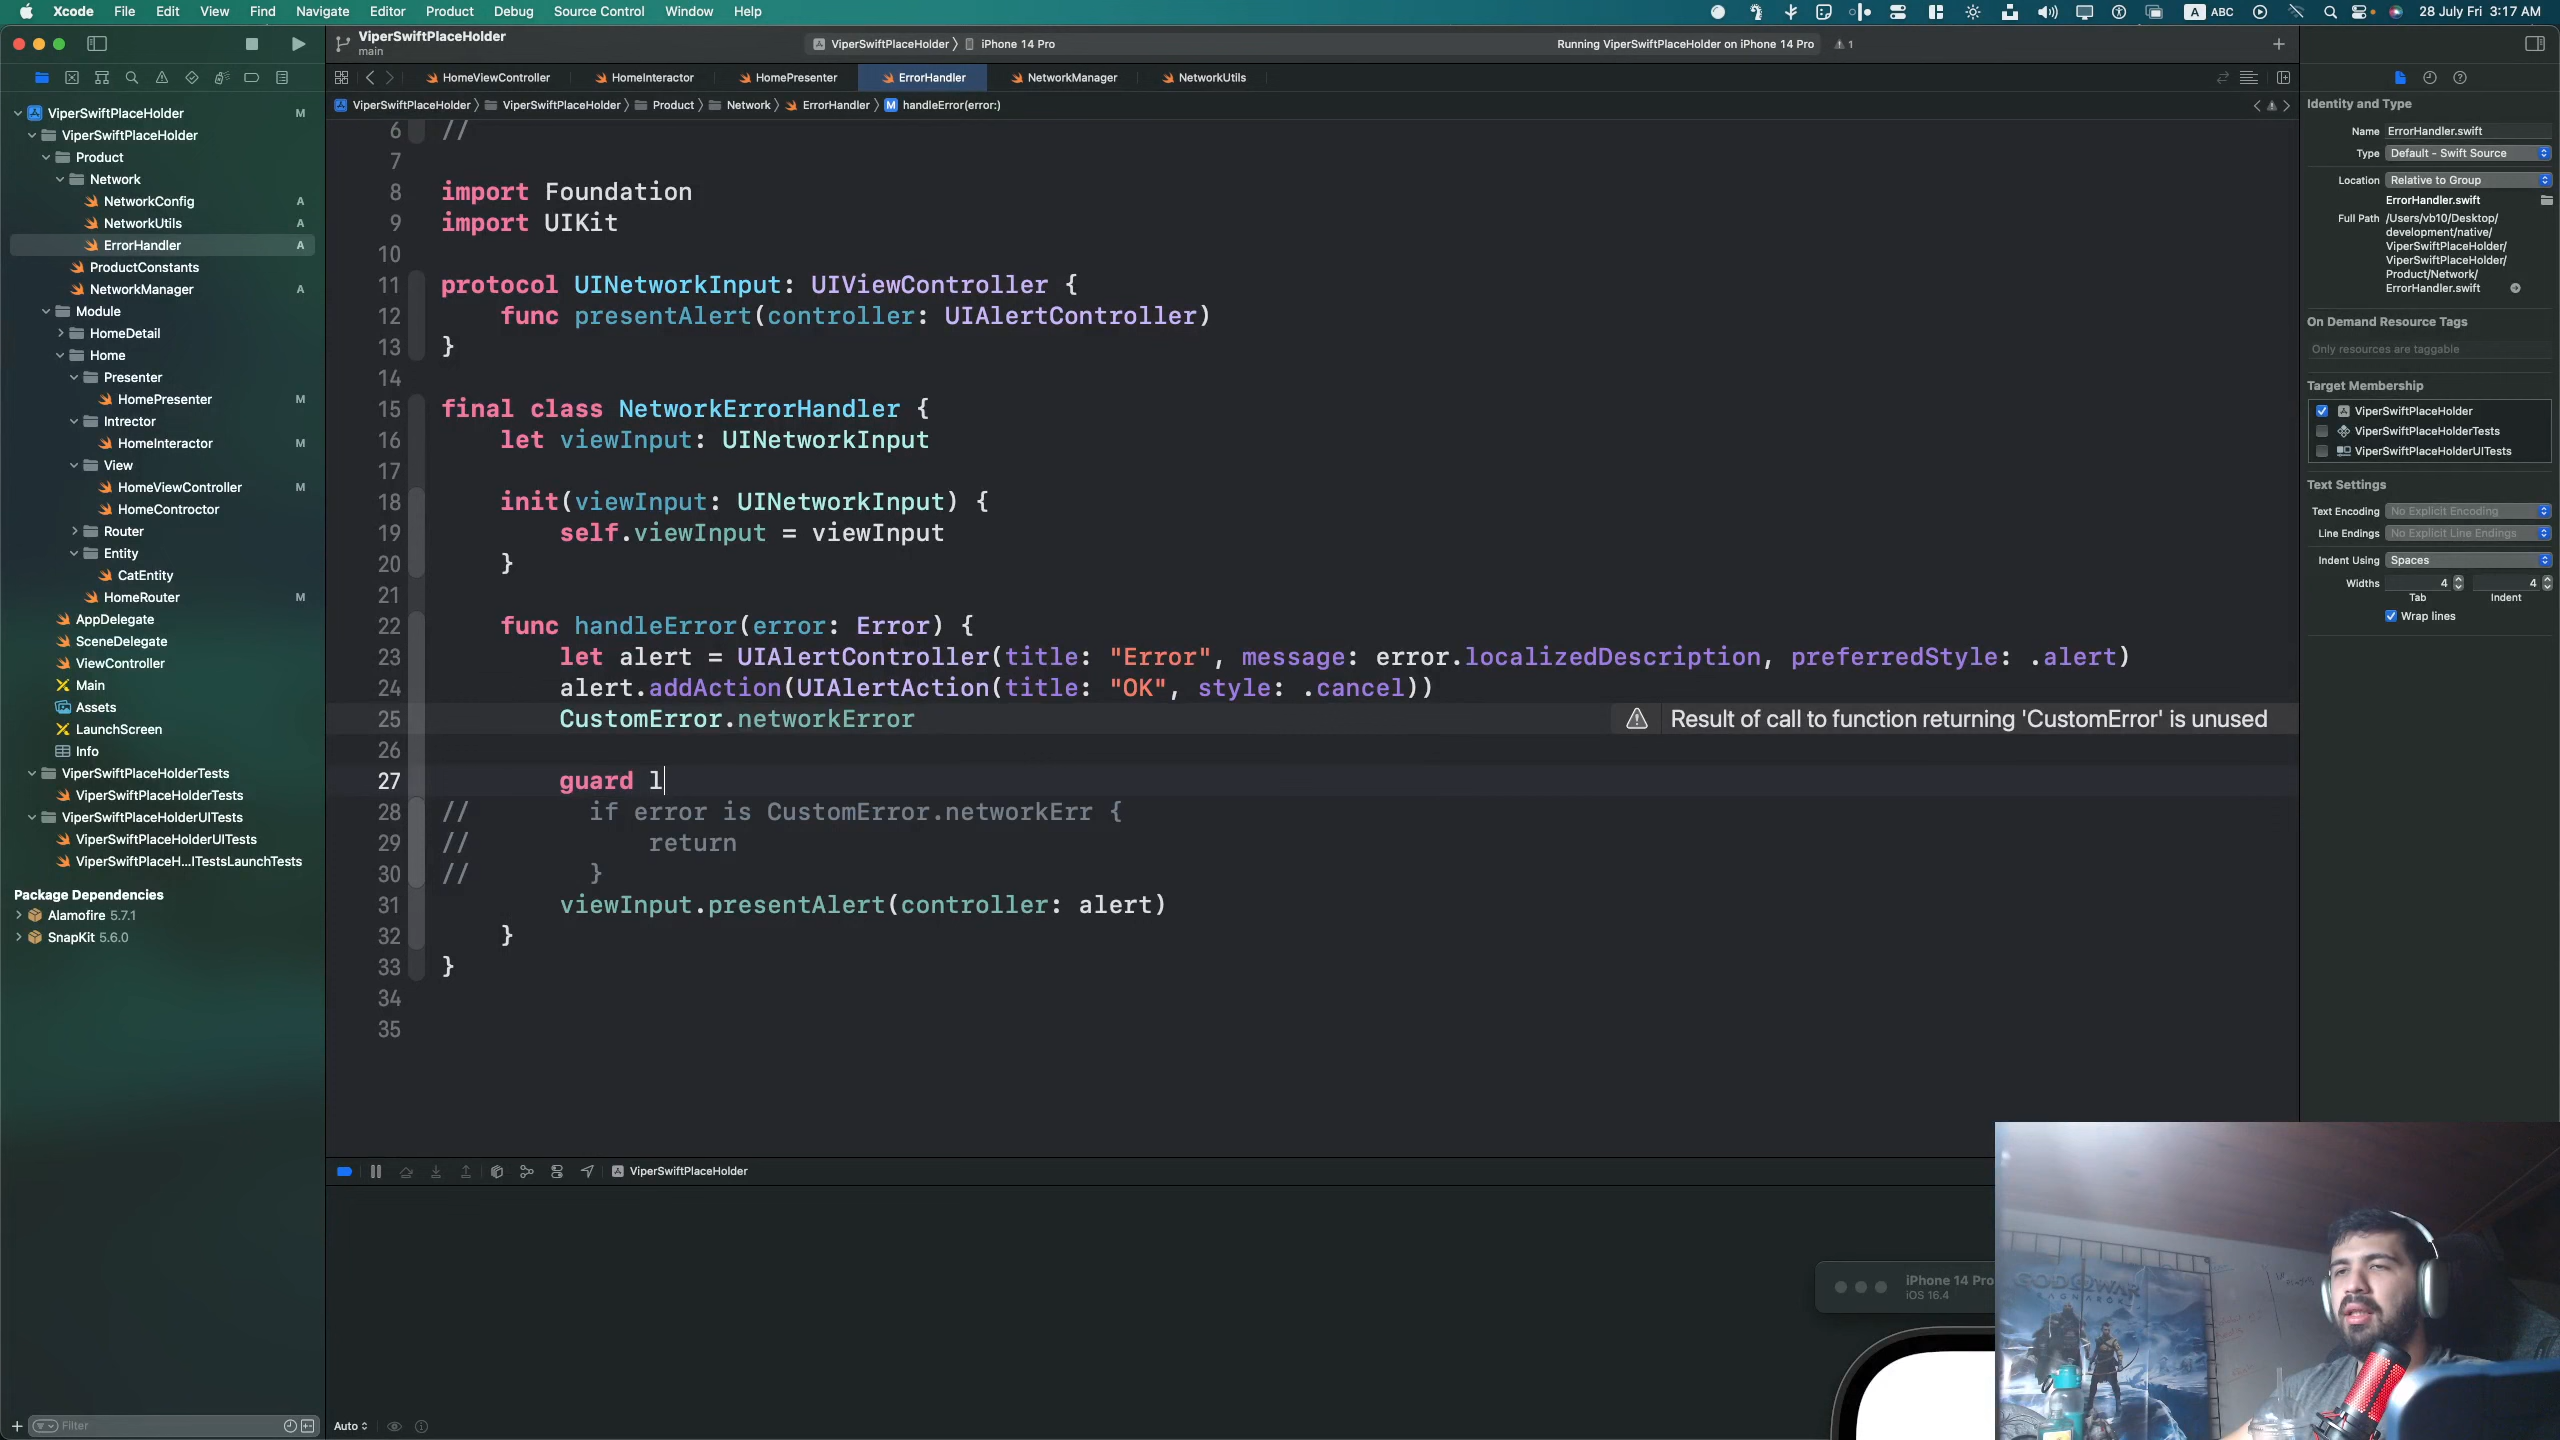 Xcode File Edit View Find Navigate Editor Product Debug Source Control Window Help
A ABC 28 July Fri 3:17 AM
ViperSwiftPlaceHolder
main
ViperSwiftPlaceHolder iPhone 14 Pro
Running ViperSwiftPlaceHolder on iPhone 14 Pro 1
HomeViewController HomeInteractor HomePresenter ErrorHandler NetworkManager NetworkUtils
ViperSwiftPlaceHolder ViperSwiftPlaceHolder Product Network ErrorHandler M handleError(error:)
ViperSwiftPlaceHolder M
ViperSwiftPlaceHolder
Product
Network
NetworkConfig A
NetworkUtils A
ErrorHandler A
ProductConstants
NetworkManager A
Module
HomeDetail
Home
Presenter
HomePresenter M
Intrector
HomeInteractor M
View
HomeViewController M
HomeContructor
Router
Entity
CatEntity
HomeRouter M
AppDelegate
SceneDelegate
ViewController
Main
Assets
LaunchScreen
Info
ViperSwiftPlaceHolderTests
ViperSwiftPlaceHolderTests
ViperSwiftPlaceHolderUITests
ViperSwiftPlaceHolderUITests
ViperSwiftPlaceH...ITestsLaunchTests
Package Dependencies
Alamofire 5.7.1
SnapKit 5.6.0
Filter
6 //
7
8 import Foundation
9 import UIKit
10
11 protocol UINetworkInput: UIViewController {
12 func presentAlert(controller: UIAlertController)
13 }
14
15 final class NetworkErrorHandler {
16 let viewInput: UINetworkInput
17
18 init(viewInput: UINetworkInput) {
19 self.viewInput = viewInput
20 }
21
22 func handleError(error: Error) {
23 let alert = UIAlertController(title: "Error", message: error.localizedDescription, preferredStyle: .alert)
24 alert.addAction(UIAlertAction(title: "OK", style: .cancel))
25 CustomError.networkError Result of call to function returning 'CustomError' is unused
26
27 guard l
28 // if error is CustomError.networkErr {
29 // return
30 // }
31 viewInput.presentAlert(controller: alert)
32 }
33 }
34
35
ViperSwiftPlaceHolder
Auto
iPhone 14 Pro
iOS 16.4
Identity and Type
Name ErrorHandler.swift
Type Default - Swift Source
Location Relative to Group
ErrorHandler.swift
Full Path /Users/vb10/Desktop/
development/native/
ViperSwiftPlaceHolder/
ViperSwiftPlaceHolder/
Product/Network/
ErrorHandler.swift
On Demand Resource Tags
Only resources are taggable
Target Membership
ViperSwiftPlaceHolder
ViperSwiftPlaceHolderTests
ViperSwiftPlaceHolderUITests
Text Settings
Text Encoding No Explicit Encoding
Line Endings No Explicit Line Endings
Indent Using Spaces
Widths 4 4
Tab Indent
Wrap lines
GOD OF WAR
RAGNARÖK